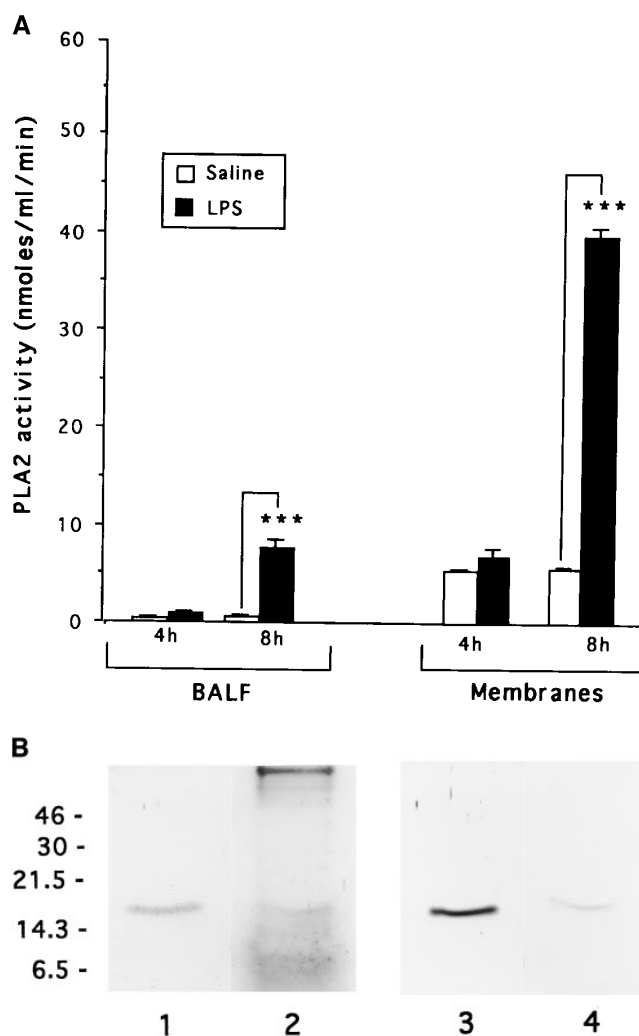 A
60
50
40
30
20
10
0
PLA2 activity (nmoles/ml/min)
Saline
LPS
***
***
4h 8h 4h 8h
BALF Membranes
B
46 -
30 -
21.5 -
14.3 -
6.5 -
1 2 3 4